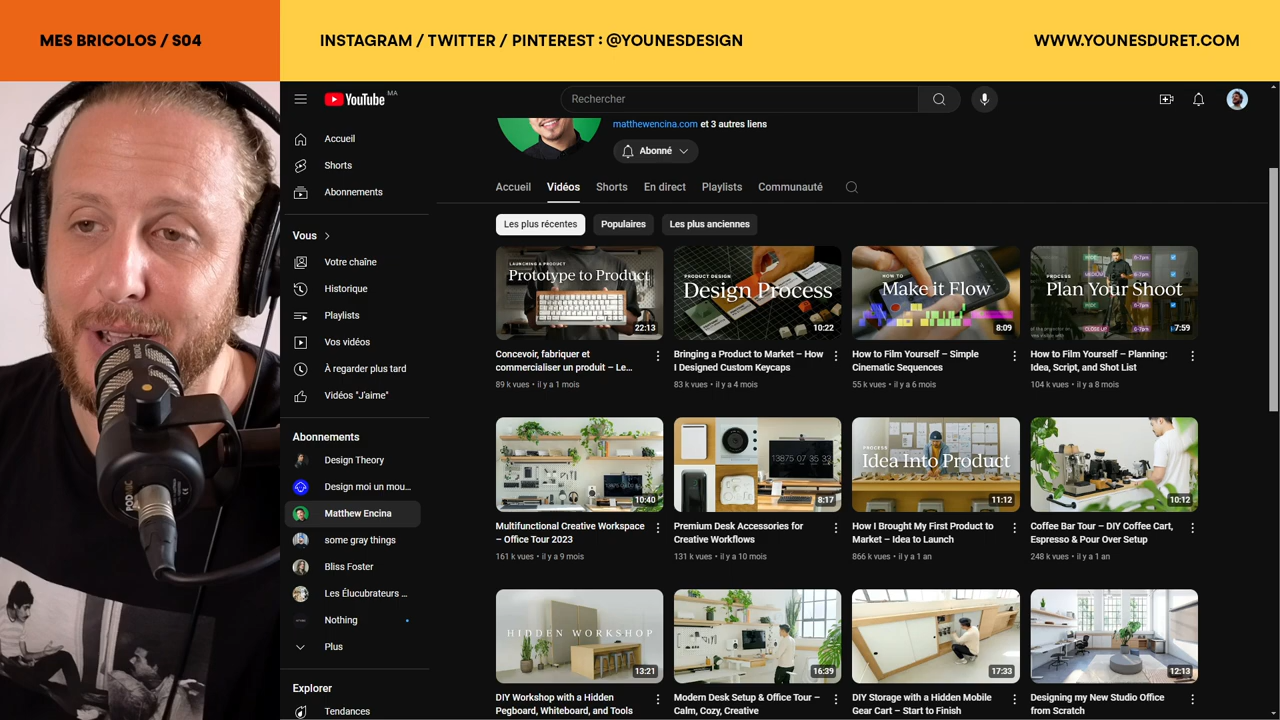 MES BRICOLOS / S04
INSTAGRAM / TWITTER / PINTEREST : @YOUNESDESIGN
WWW.YOUNESDURET.COM
YouTube MA
Rechercher
Accueil
Shorts
Abonnements
Vous
Votre chaîne
Historique
Playlists
Vos vidéos
À regarder plus tard
Vidéos "J'aime"
Abonnements
Design Theory
Design moi un mou...
Matthew Encina
some gray things
Bliss Foster
Les Élucubrateurs ...
Nothing
Plus
Explorer
Tendances
matthewencina.com et 3 autres liens
Abonné
Accueil Vidéos Shorts En direct Playlists Communauté
Les plus récentes Populaires Les plus anciennes
LAUNCHING A PRODUCT
Prototype to Product
22:13
Concevoir, fabriquer et
commercialiser un produit – Le...
89 k vues • il y a 1 mois
PRODUCT DESIGN
Design Process
10:22
Bringing a Product to Market – How
I Designed Custom Keycaps
83 k vues • il y a 4 mois
HOW TO
Make it Flow
8:09
How to Film Yourself – Simple
Cinematic Sequences
55 k vues • il y a 6 mois
PROCESS
Plan Your Shoot
7:59
How to Film Yourself – Planning:
Idea, Script, and Shot List
104 k vues • il y a 8 mois
10:40
Multifunctional Creative Workspace
– Office Tour 2023
161 k vues • il y a 9 mois
13875 07 35 32
8:17
Premium Desk Accessories for
Creative Workflows
131 k vues • il y a 10 mois
PROCESS
Idea Into Product
11:12
How I Brought My First Product to
Market – Idea to Launch
866 k vues • il y a 1 an
10:12
Coffee Bar Tour – DIY Coffee Cart,
Espresso & Pour Over Setup
248 k vues • il y a 1 an
HIDDEN WORKSHOP
13:21
DIY Workshop with a Hidden
Pegboard, Whiteboard, and Tools
16:39
Modern Desk Setup & Office Tour –
Calm, Cozy, Creative
17:33
DIY Storage with a Hidden Mobile
Gear Cart – Start to Finish
12:13
Designing my New Studio Office
from Scratch
RØDE
PODMIC